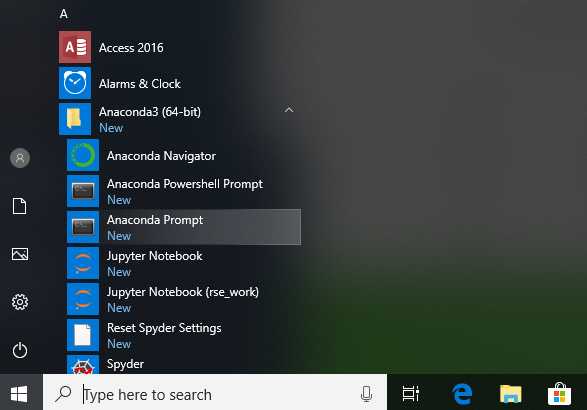 A
Access 2016
Alarms & Clock
Anaconda3 (64-bit)
New
Anaconda Navigator
Anaconda Powershell Prompt
New
Anaconda Prompt
New
Jupyter Notebook
New
Jupyter Notebook (rse_work)
New
Reset Spyder Settings
New
Spyder
Type here to search